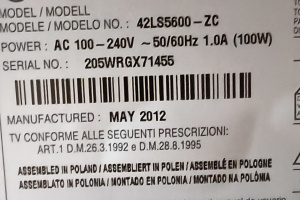 MODEL / MODELL
MODELE / MODELO NO. : 42LS5600-ZC
POWER : AC 100-240V ~50/60Hz 1.0A (100W)
SERIAL NO. : 205WRGX71455
MANUFACTURED : MAY 2012
TV CONFORME ALLE SEGUENTI PRESCRIZIONI:
ART.1 D.M.26.3.1992 e D.M.28.8.1995
ASSEMBLED IN POLAND / ASSEMBLIERT IN POLEN / ASSEMBLÉ EN POLOGNE
ASSEMBLATO IN POLONIA / MONTADO EN POLONIA / MONTADO NA POLÓNIA